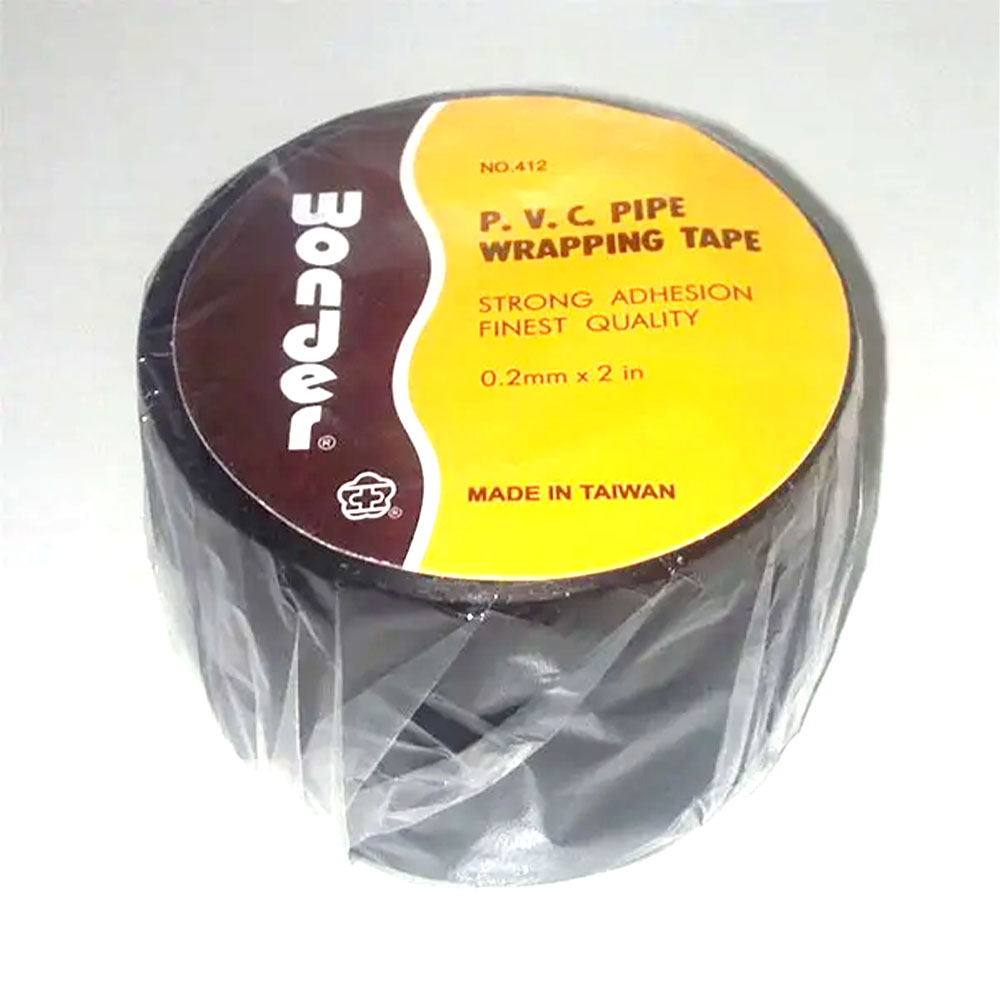 wonder®
®
NO.412
P. V. C. PIPE
WRAPPING TAPE
STRONG ADHESION
FINEST QUALITY
0.2mm x 2 in
MADE IN TAIWAN